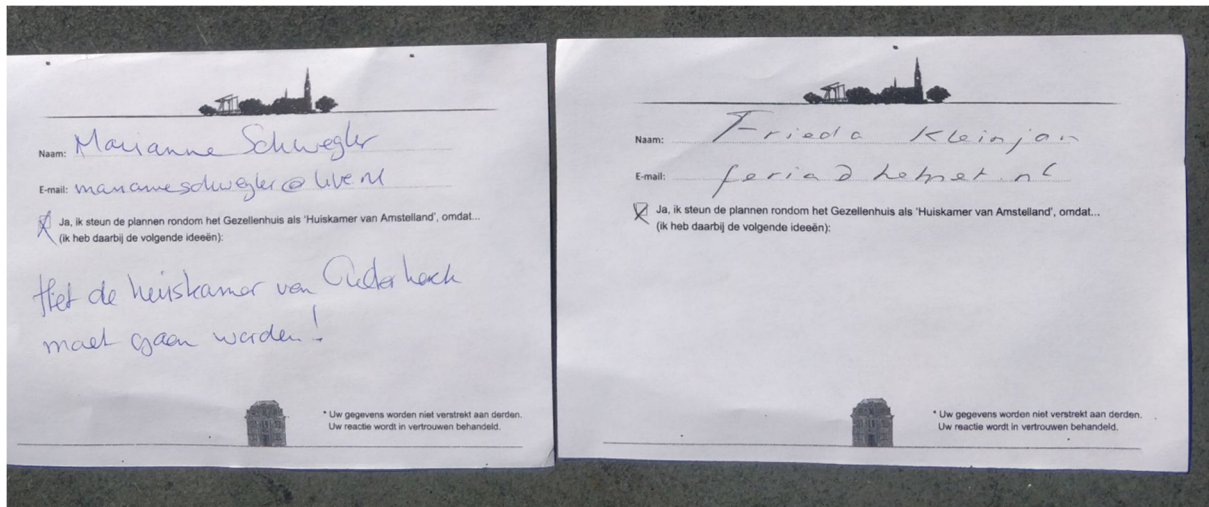 Naam: Marianne Schwegler
E-mail: marianneschwegler@live.nl
Ja, ik steun de plannen rondom het Gezellenhuis als 'Huiskamer van Amstelland', omdat...
(ik heb daarbij de volgende ideeën):
Het de huiskamer van Ouderkerk
moet gaan worden!
* Uw gegevens worden niet verstrekt aan derden.
Uw reactie wordt in vertrouwen behandeld.
Naam: Frieda Kleinjan
E-mail: feria@hetnet.nl
Ja, ik steun de plannen rondom het Gezellenhuis als 'Huiskamer van Amstelland', omdat...
(ik heb daarbij de volgende ideeën):
* Uw gegevens worden niet verstrekt aan derden.
Uw reactie wordt in vertrouwen behandeld.